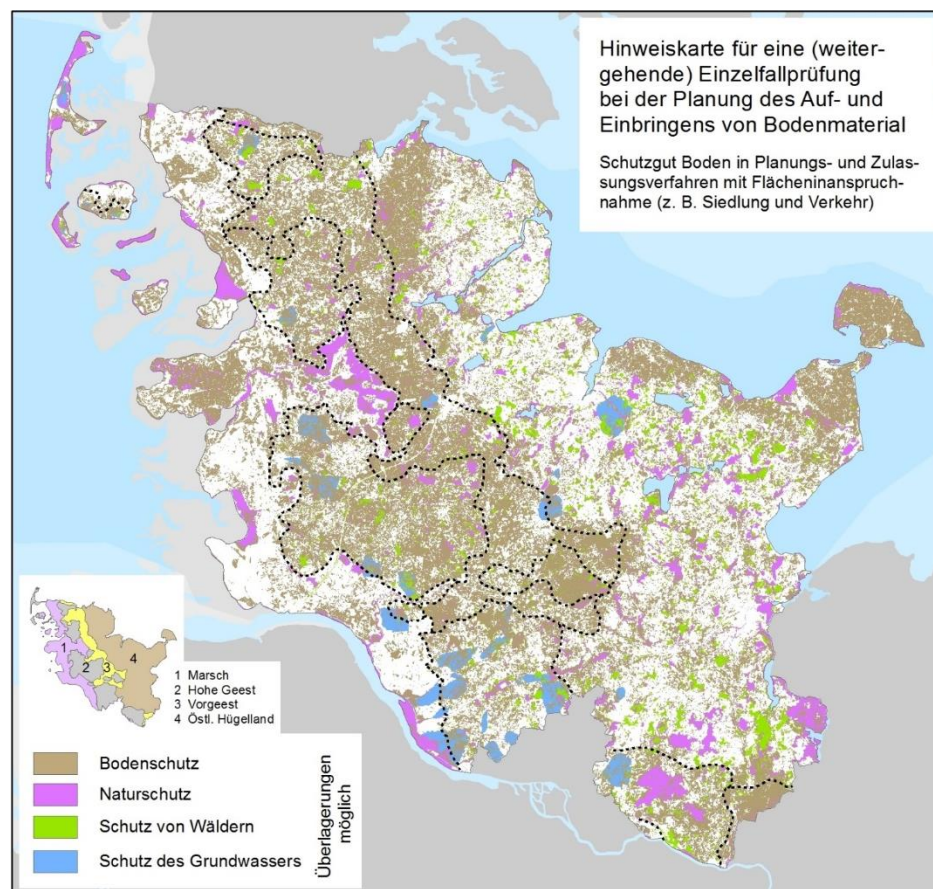 Hinweiskarte für eine (weiter-
gehende) Einzelfallprüfung
bei der Planung des Auf- und
Einbringens von Bodenmaterial
Schutzgut Boden in Planungs- und Zulas-
sungsverfahren mit Flächeninanspruch-
nahme (z. B. Siedlung und Verkehr)
1
2
3
4
1 Marsch
2 Hohe Geest
3 Vorgeest
4 Östl. Hügelland
Bodenschutz
Naturschutz
Schutz von Wäldern
Schutz des Grundwassers
Überlagerungen
möglich